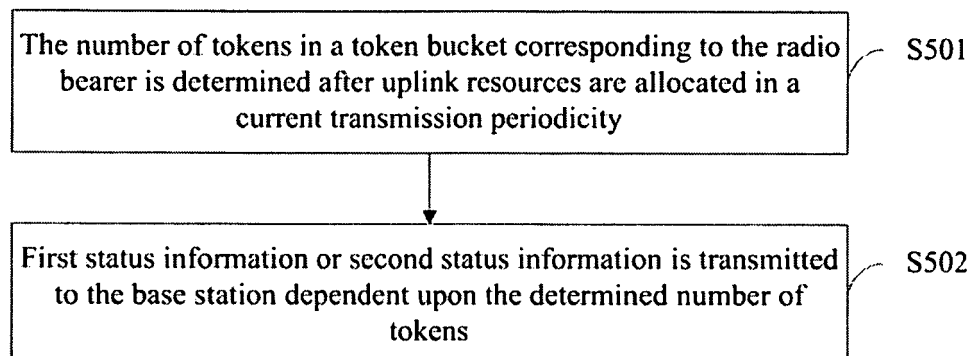 The number of tokens in a token bucket corresponding to the radio
bearer is determined after uplink resources are allocated in a
current transmission periodicity
S501
First status information or second status information is transmitted
to the base station dependent upon the determined number of
tokens
S502